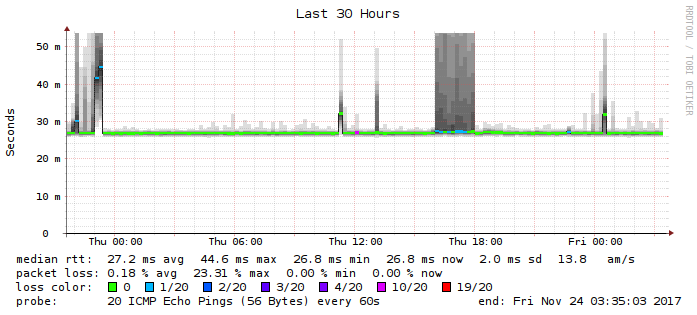 Last 30 Hours
RRDTOOL / TOBI OETIKER
Seconds
50 m
40 m
30 m
20 m
10 m
0
Thu 00:00 Thu 06:00 Thu 12:00 Thu 18:00 Fri 00:00
median rtt: 27.2 ms avg 44.6 ms max 26.8 ms min 26.8 ms now 2.0 ms sd 13.8 am/s
packet loss: 0.18 % avg 23.31 % max 0.00 % min 0.00 % now
loss color: 0 1/20 2/20 3/20 4/20 10/20 19/20
probe: 20 ICMP Echo Pings (56 Bytes) every 60s end: Fri Nov 24 03:35:03 2017